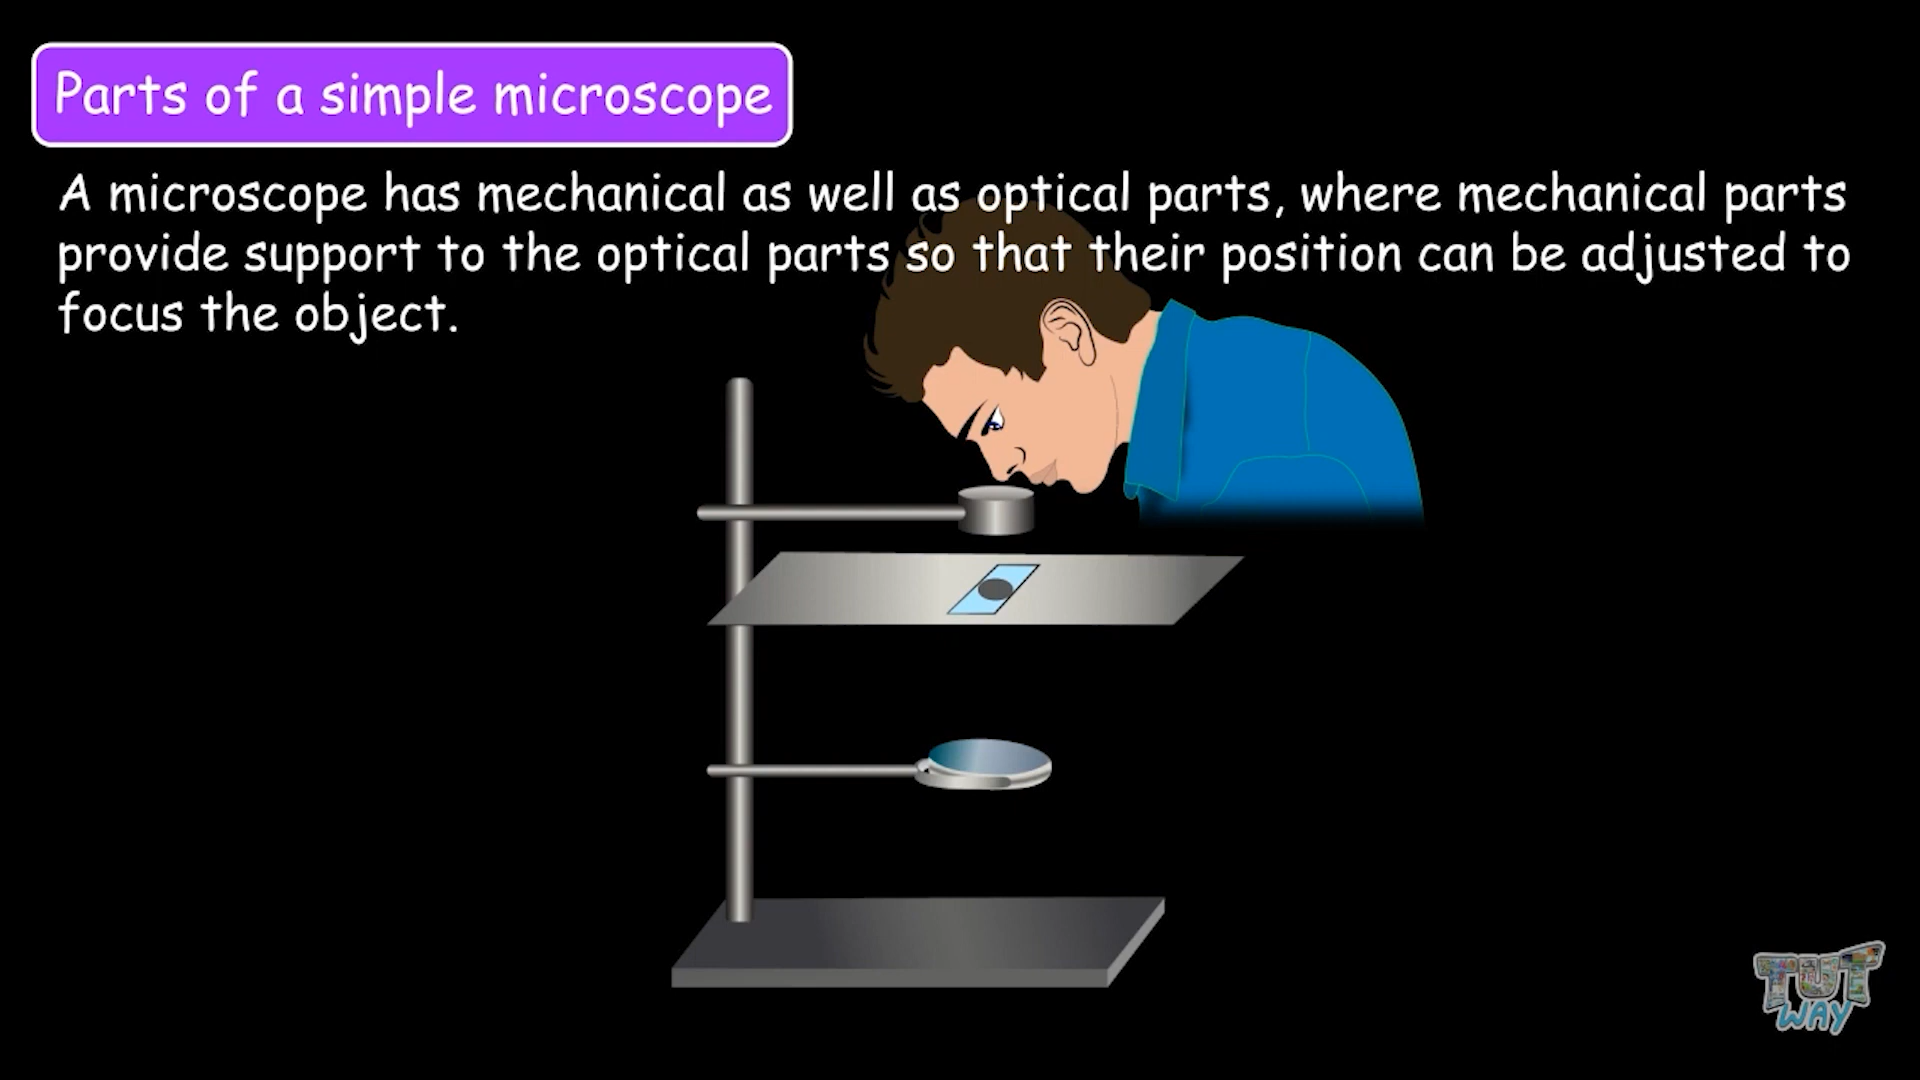 Parts of a simple microscope
A microscope has mechanical as well as optical parts, where mechanical parts
provide support to the optical parts so that their position can be adjusted to
focus the object.
TUT
WAY